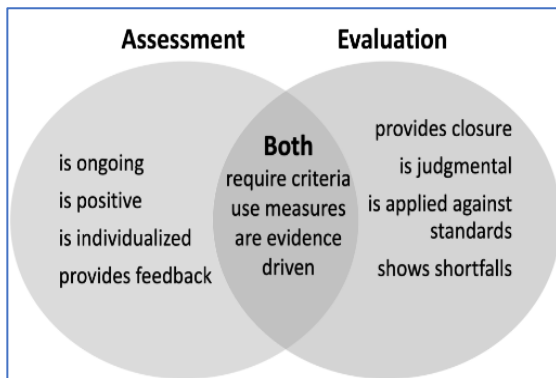 Assessment
Evaluation
is ongoing
is positive
is individualized
provides feedback
Both
require criteria
use measures
are evidence
driven
provides closure
is judgmental
is applied against
standards
shows shortfalls